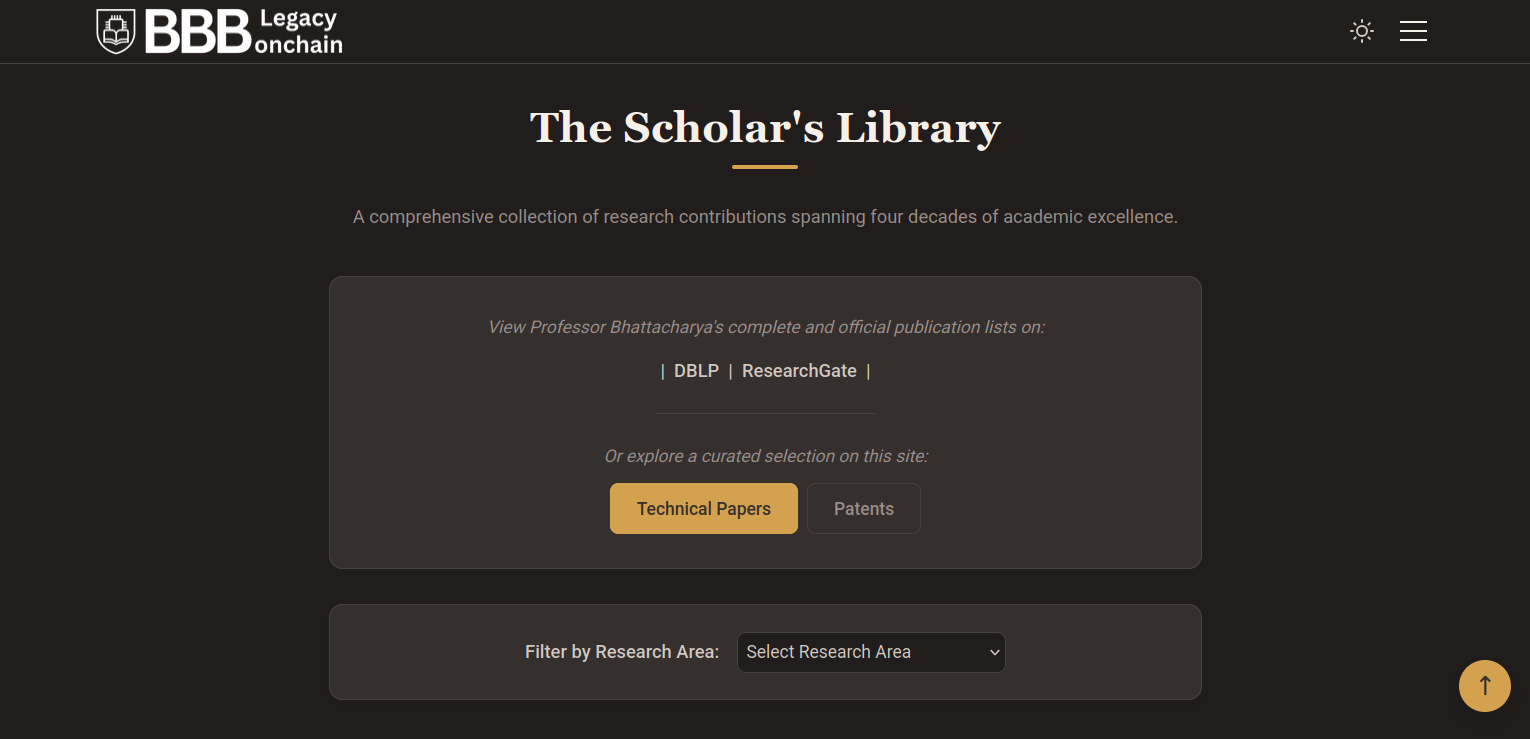 BBB Legacy onchain
The Scholar's Library
A comprehensive collection of research contributions spanning four decades of academic excellence.
View Professor Bhattacharya's complete and official publication lists on:
| DBLP | ResearchGate |
Or explore a curated selection on this site:
Technical Papers Patents
Filter by Research Area: Select Research Area
↑